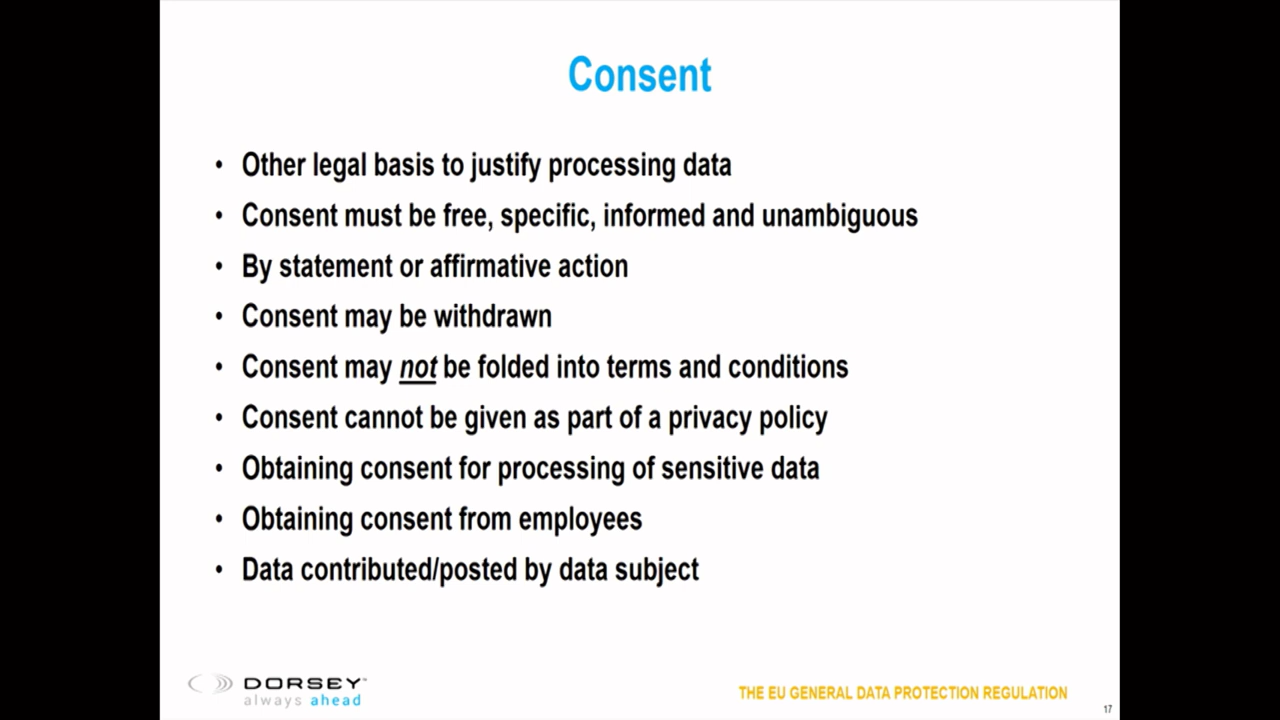 Consent
• Other legal basis to justify processing data
• Consent must be free, specific, informed and unambiguous
• By statement or affirmative action
• Consent may be withdrawn
• Consent may not be folded into terms and conditions
• Consent cannot be given as part of a privacy policy
• Obtaining consent for processing of sensitive data
• Obtaining consent from employees
• Data contributed/posted by data subject
DORSEY™
always ahead
THE EU GENERAL DATA PROTECTION REGULATION
17